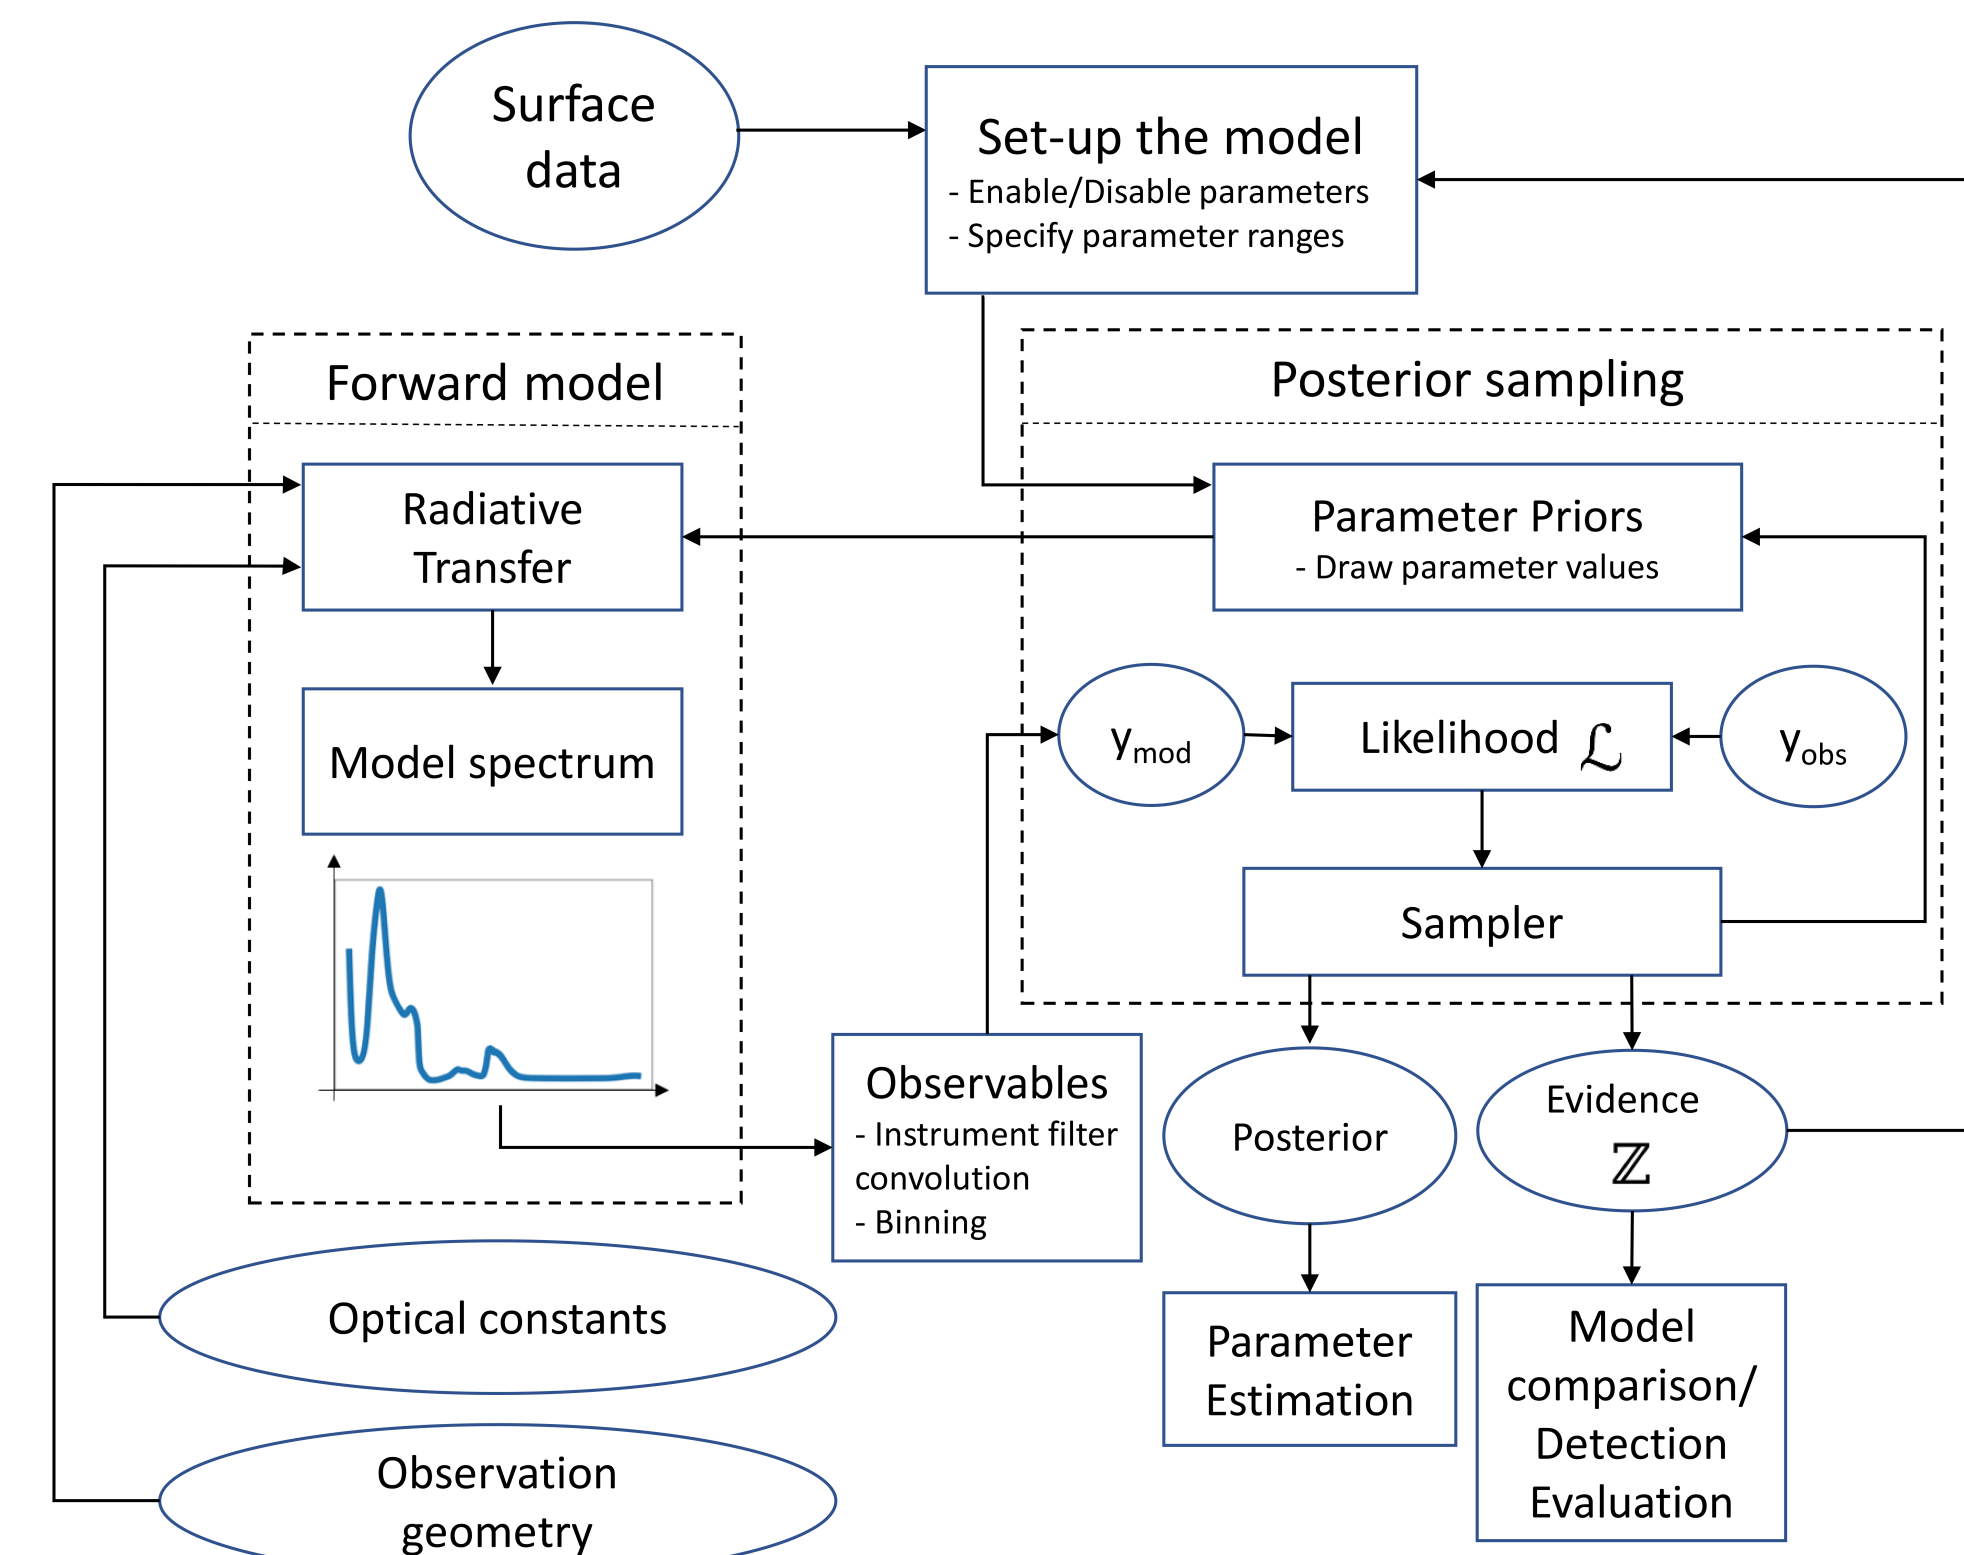 Surface
data
Set-up the model
- Enable/Disable parameters
- Specify parameter ranges
Forward model
Radiative
Transfer
Model spectrum
Posterior sampling
Parameter Priors
- Draw parameter values
y_mod
Likelihood ℒ
y_obs
Sampler
Observables
- Instrument filter
convolution
- Binning
Posterior
Evidence
ℤ
Parameter
Estimation
Model
comparison/
Detection
Evaluation
Optical constants
Observation
geometry